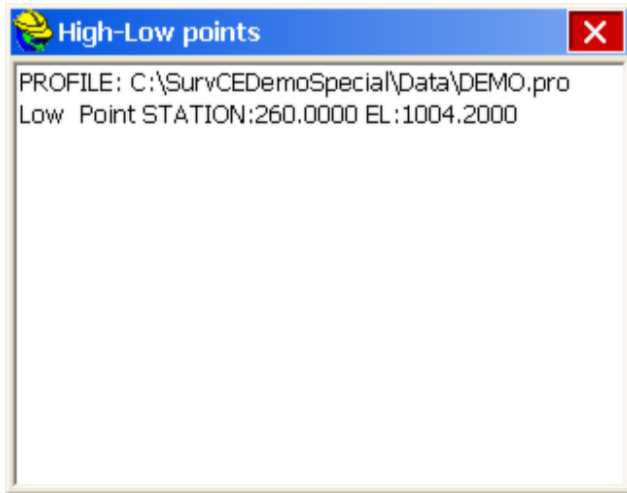 High-Low points
PROFILE: C:\SurvCEDemoSpecial\Data\DEMO.pro
Low  Point STATION:260.0000 EL:1004.2000